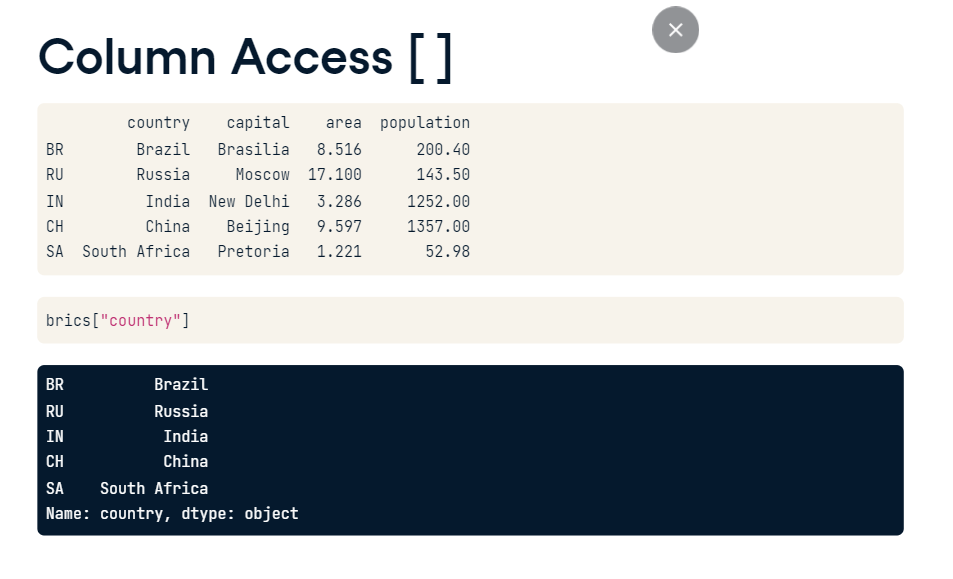 Column Access [ ]
         country    capital    area  population
BR        Brazil   Brasilia   8.516      200.40
RU        Russia     Moscow  17.100      143.50
IN         India  New Delhi   3.286     1252.00
CH         China    Beijing   9.597     1357.00
SA  South Africa   Pretoria   1.221       52.98
brics["country"]
BR          Brazil
RU          Russia
IN           India
CH           China
SA    South Africa
Name: country, dtype: object